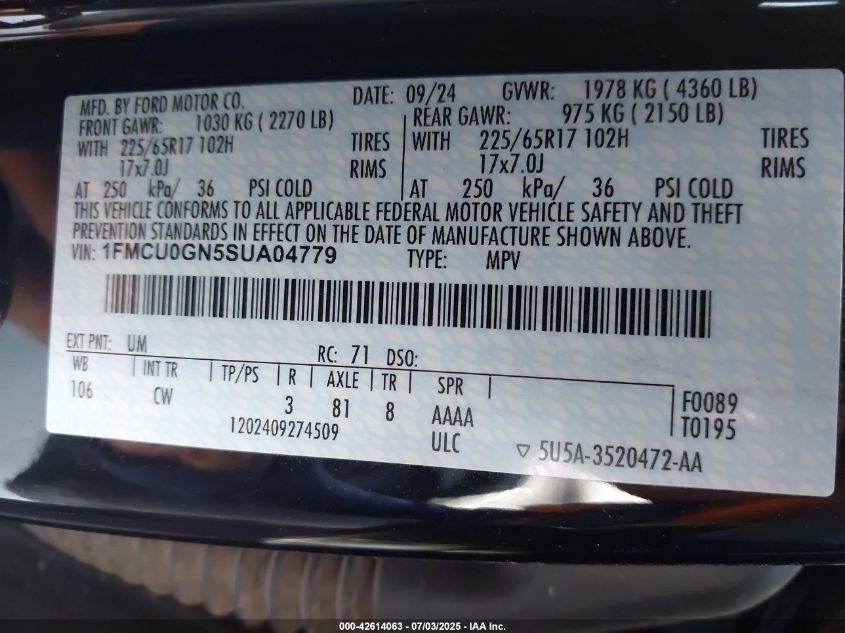 MFD. BY FORD MOTOR CO. DATE: 09/24 GVWR: 1978 KG ( 4360 LB)
FRONT GAWR: 1030 KG ( 2270 LB) REAR GAWR: 975 KG ( 2150 LB)
WITH 225/65R17 102H TIRES WITH 225/65R17 102H TIRES
17x7.0J RIMS 17x7.0J RIMS
AT 250 kPa/ 36 PSI COLD AT 250 kPa/ 36 PSI COLD
THIS VEHICLE CONFORMS TO ALL APPLICABLE FEDERAL MOTOR VEHICLE SAFETY AND THEFT
PREVENTION STANDARDS IN EFFECT ON THE DATE OF MANUFACTURE SHOWN ABOVE.
VIN: 1FMCU0GN5SUA04779 TYPE: MPV
EXT PNT: UM RC: 71 DSO:
WB INT TR TP/PS R AXLE TR SPR
106 CW 3 81 8 AAAA F0089
1202409274509 ULC T0195
▽ 5U5A-3520472-AA
000-42614063 - 07/03/2025 - IAA Inc.